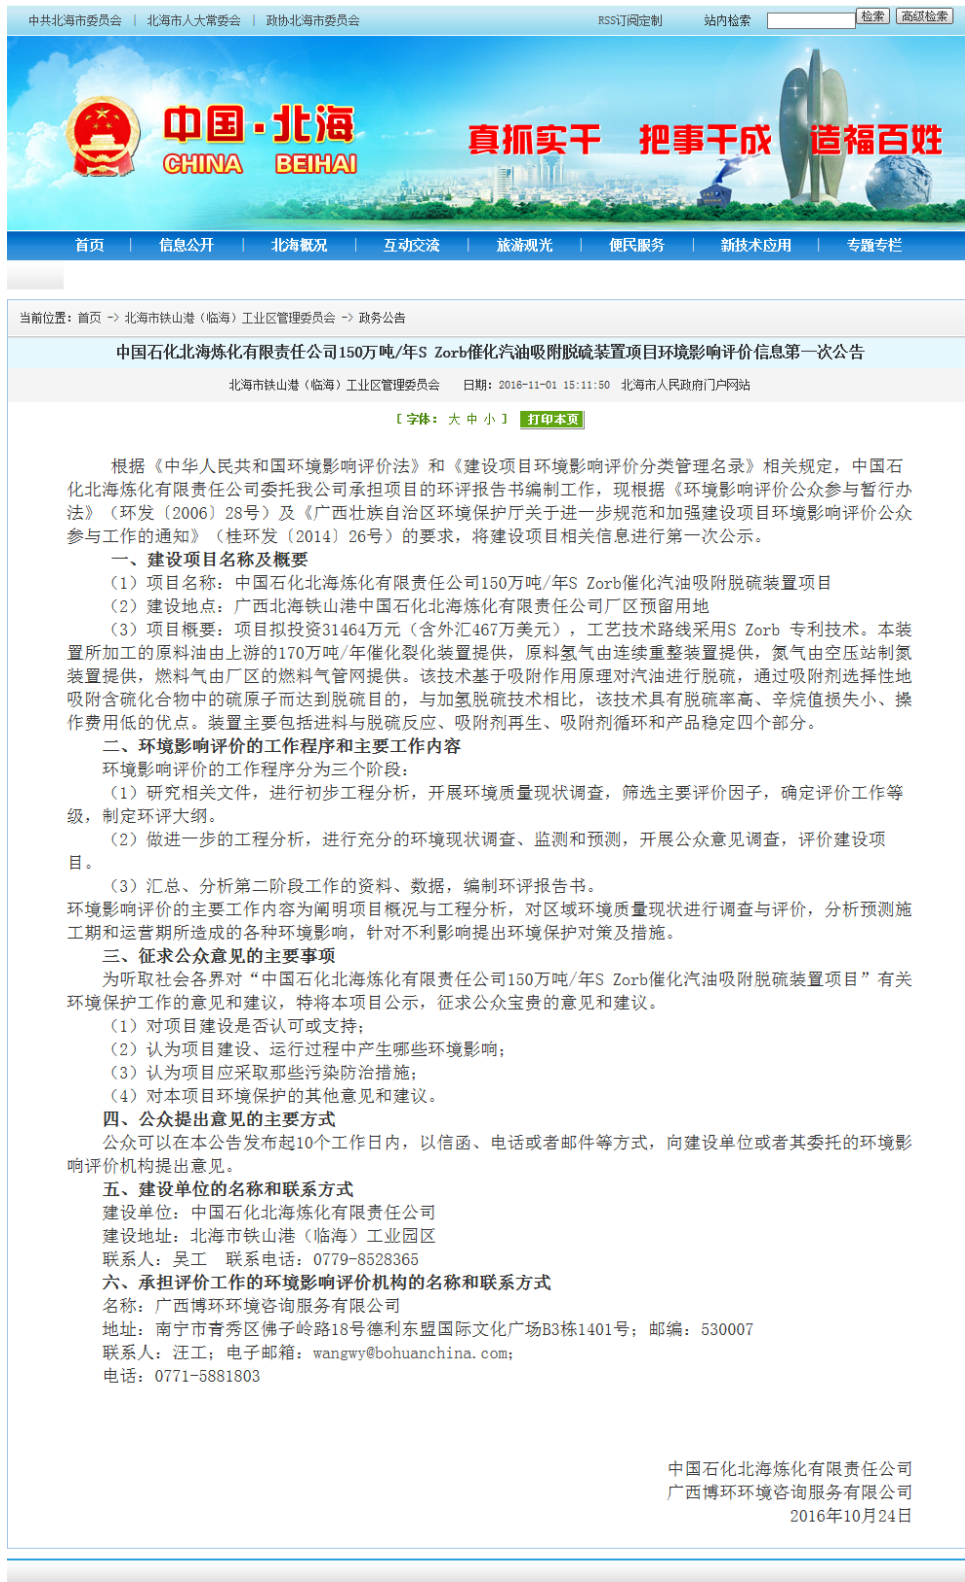 中共北海市委员会 | 北海市人大常委会 | 政协北海市委员会 RSS订阅定制 站内检索 检索 高级检索
中国·北海
CHINA BEIHAI
真抓实干 把事干成 造福百姓
首页 | 信息公开 | 北海概况 | 互动交流 | 旅游观光 | 便民服务 | 新技术应用 | 专题专栏
当前位置：首页 -> 北海市铁山港（临海）工业区管理委员会 -> 政务公告
中国石化北海炼化有限责任公司150万吨/年S Zorb催化汽油吸附脱硫装置项目环境影响评价信息第一次公告
北海市铁山港（临海）工业区管理委员会 日期：2016-11-01 15:11:50 北海市人民政府门户网站
[ 字体： 大 中 小 ] 打印本页
根据《中华人民共和国环境影响评价法》和《建设项目环境影响评价分类管理名录》相关规定，中国石
化北海炼化有限责任公司委托我公司承担项目的环评报告书编制工作，现根据《环境影响评价公众参与暂行办
法》（环发〔2006〕28号）及《广西壮族自治区环境保护厅关于进一步规范和加强建设项目环境影响评价公众
参与工作的通知》（桂环发〔2014〕26号）的要求，将建设项目相关信息进行第一次公示。
一、建设项目名称及概要
（1）项目名称：中国石化北海炼化有限责任公司150万吨/年S Zorb催化汽油吸附脱硫装置项目
（2）建设地点：广西北海铁山港中国石化北海炼化有限责任公司厂区预留用地
（3）项目概要：项目拟投资31464万元（含外汇467万美元），工艺技术路线采用S Zorb 专利技术。本装
置所加工的原料油由上游的170万吨/年催化裂化装置提供，原料氢气由连续重整装置提供，氮气由空压站制氮
装置提供，燃料气由厂区的燃料气管网提供。该技术基于吸附作用原理对汽油进行脱硫，通过吸附剂选择性地
吸附含硫化合物中的硫原子而达到脱硫目的，与加氢脱硫技术相比，该技术具有脱硫率高、辛烷值损失小、操
作费用低的优点。装置主要包括进料与脱硫反应、吸附剂再生、吸附剂循环和产品稳定四个部分。
二、环境影响评价的工作程序和主要工作内容
环境影响评价的工作程序分为三个阶段：
（1）研究相关文件，进行初步工程分析，开展环境质量现状调查，筛选主要评价因子，确定评价工作等
级，制定环评大纲。
（2）做进一步的工程分析，进行充分的环境现状调查、监测和预测，开展公众意见调查，评价建设项
目。
（3）汇总、分析第二阶段工作的资料、数据，编制环评报告书。
环境影响评价的主要工作内容为阐明项目概况与工程分析，对区域环境质量现状进行调查与评价，分析预测施
工期和运营期所造成的各种环境影响，针对不利影响提出环境保护对策及措施。
三、征求公众意见的主要事项
为听取社会各界对“中国石化北海炼化有限责任公司150万吨/年S Zorb催化汽油吸附脱硫装置项目”有关
环境保护工作的意见和建议，特将本项目公示，征求公众宝贵的意见和建议。
（1）对项目建设是否认可或支持；
（2）认为项目建设、运行过程中产生哪些环境影响；
（3）认为项目应采取那些污染防治措施；
（4）对本项目环境保护的其他意见和建议。
四、公众提出意见的主要方式
公众可以在本公告发布起10个工作日内，以信函、电话或者邮件等方式，向建设单位或者其委托的环境影
响评价机构提出意见。
五、建设单位的名称和联系方式
建设单位：中国石化北海炼化有限责任公司
建设地址：北海市铁山港（临海）工业园区
联系人：吴工 联系电话：0779-8528365
六、承担评价工作的环境影响评价机构的名称和联系方式
名称：广西博环环境咨询服务有限公司
地址：南宁市青秀区佛子岭路18号德利东盟国际文化广场B3栋1401号；邮编：530007
联系人：汪工；电子邮箱：wangwy@bohuanchina.com；
电话：0771-5881803
中国石化北海炼化有限责任公司
广西博环环境咨询服务有限公司
2016年10月24日